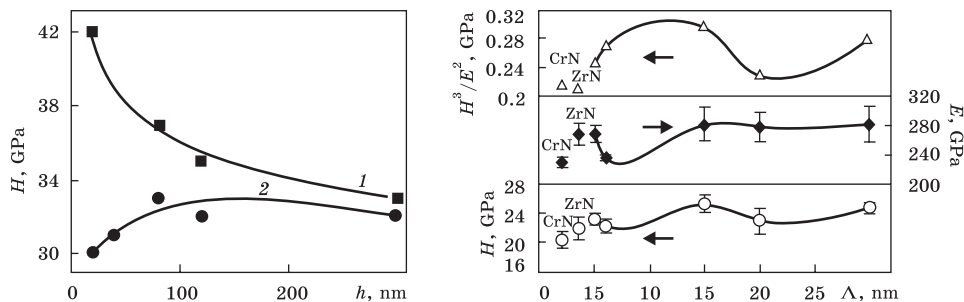 42
38
34
30
H, GPa
1
2
0
100
200
h, nm
0.32
0.28
0.24
0.2
H³/E², GPa
CrN
ZrN
320
280
240
200
E, GPa
ZrN
CrN
28
24
20
16
H, GPa
ZrN
CrN
0 15 10 15 20 25 Λ, nm